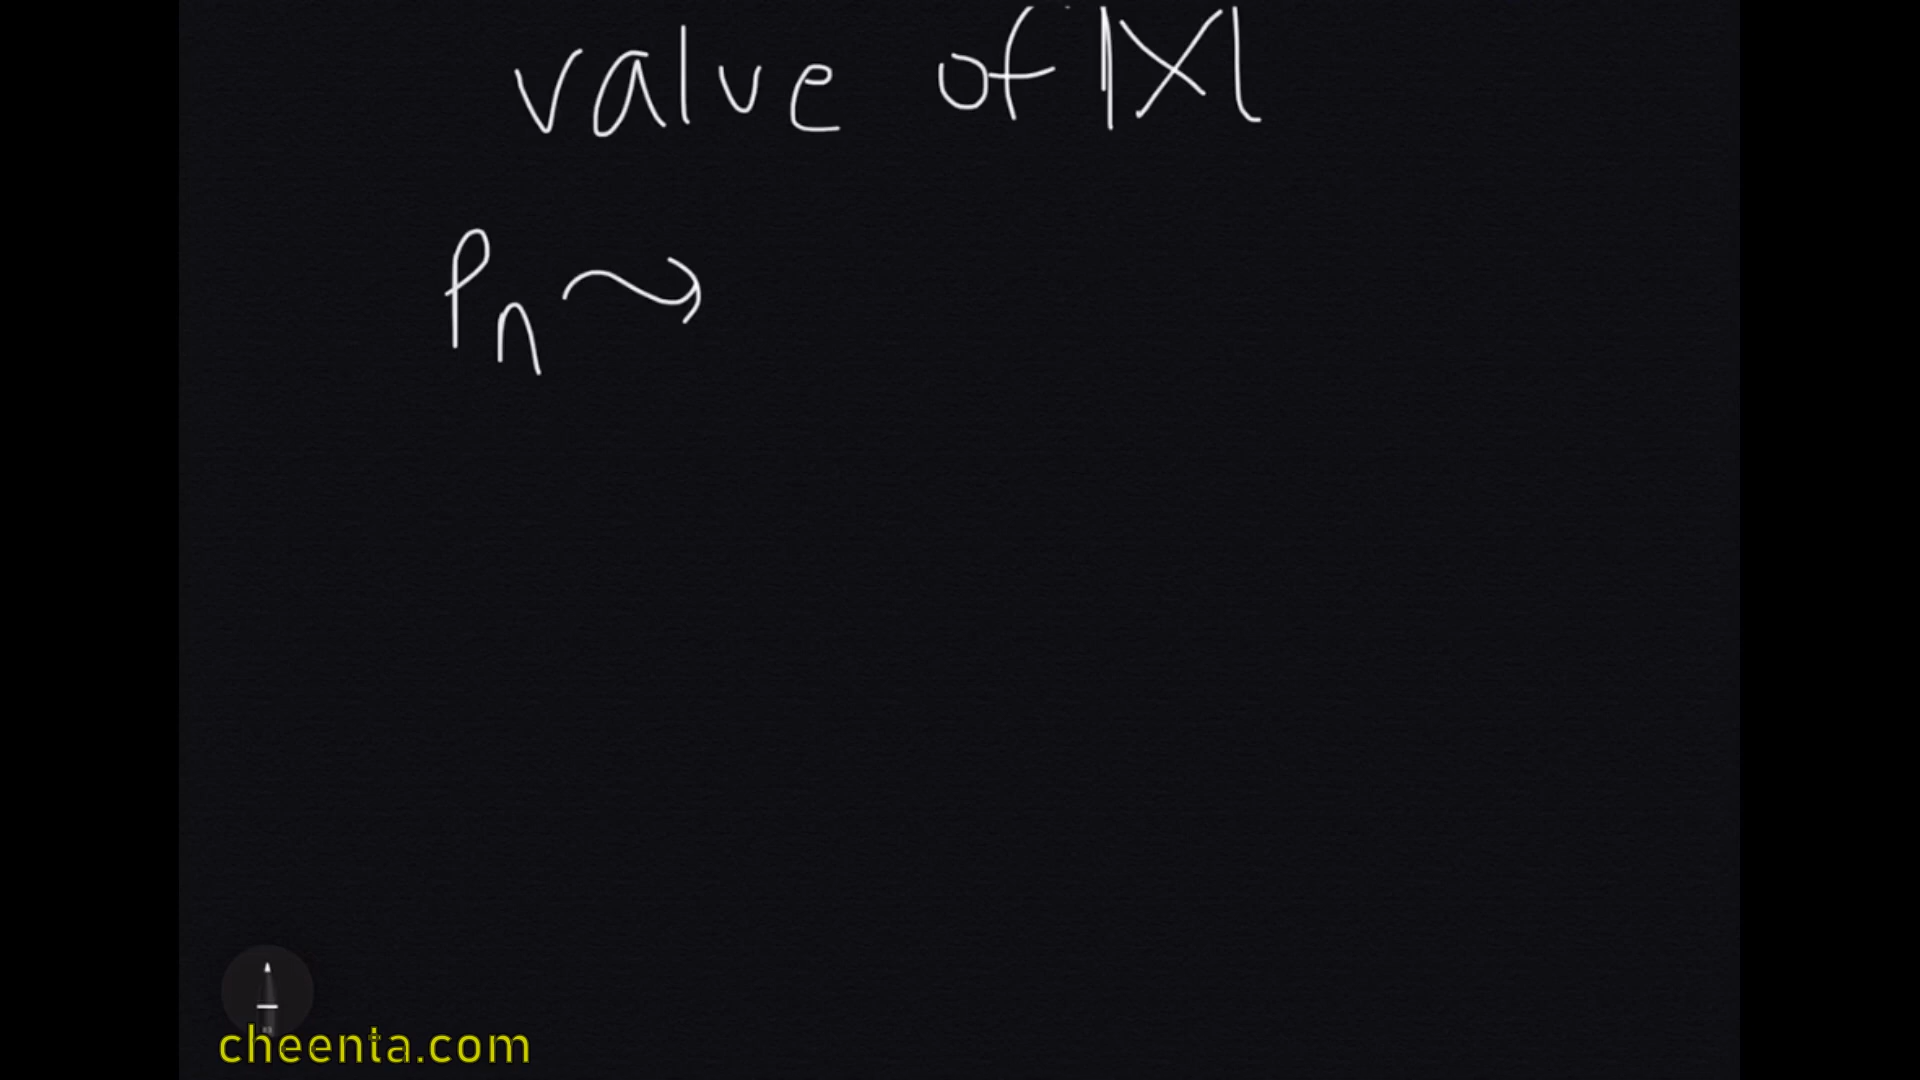 value of |X|
Pn ⇝
cheenta.com